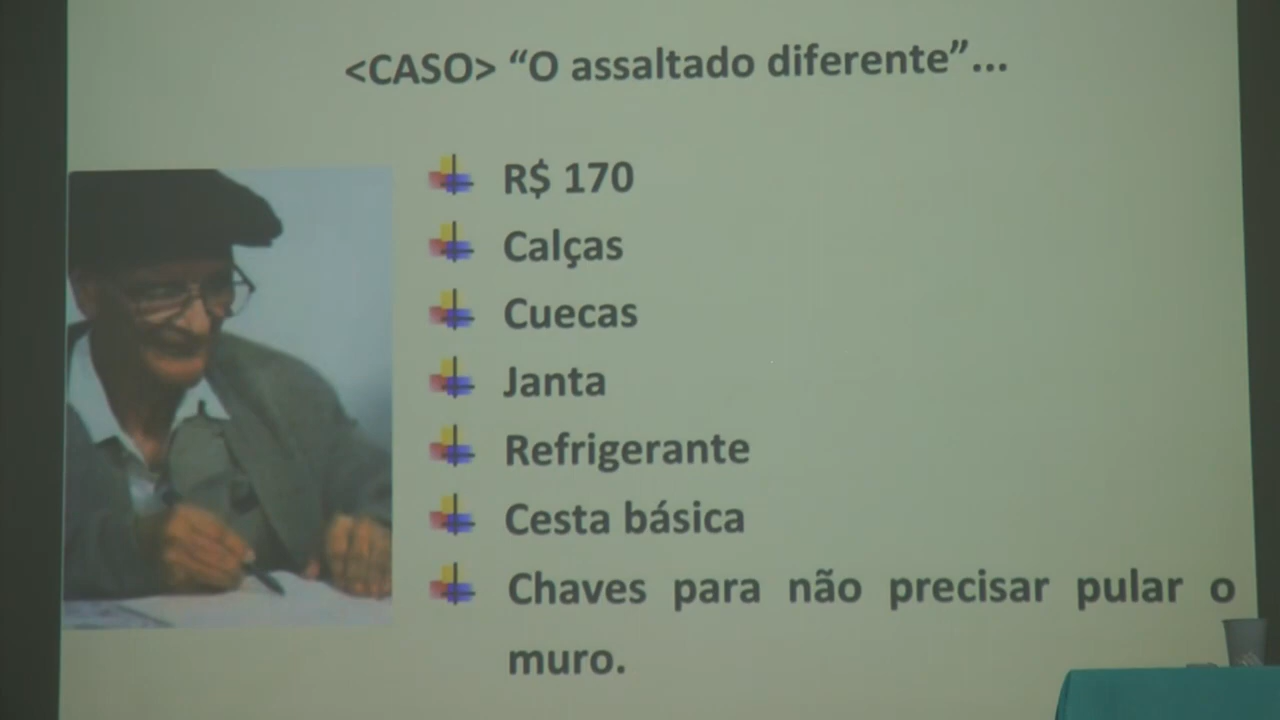 <CASO> “O assaltado diferente”...
R$ 170
Calças
Cuecas
Janta
Refrigerante
Cesta básica
Chaves para não precisar pular o
muro.